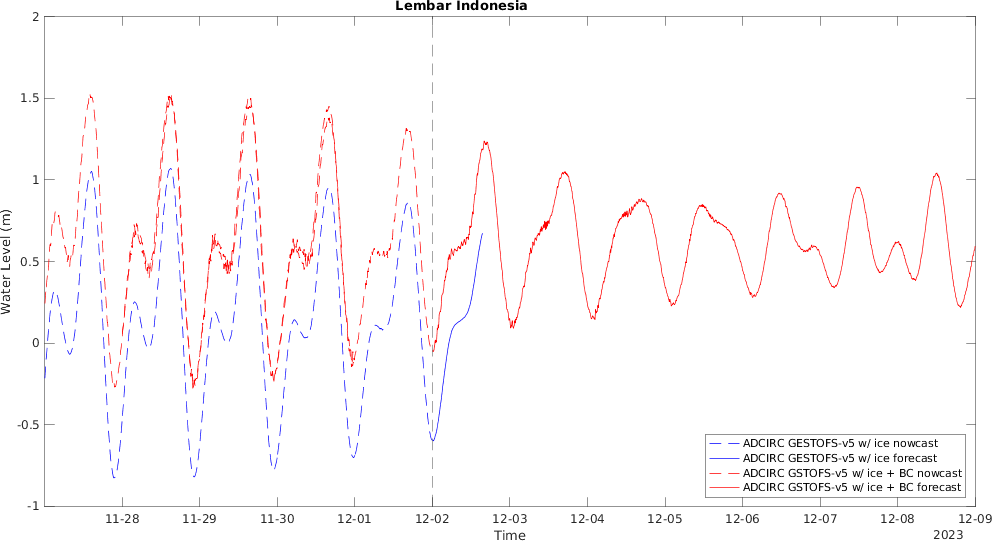 Lembar Indonesia
2
1.5
1
0.5
0
-0.5
-1
Water Level (m)
ADCIRC GESTOFS-v5 w/ ice nowcast
ADCIRC GESTOFS-v5 w/ ice forecast
ADCIRC GSTOFS-v5 w/ ice + BC nowcast
ADCIRC GSTOFS-v5 w/ ice + BC forecast
11-28 11-29 11-30 12-01 12-02 12-03 12-04 12-05 12-06 12-07 12-08 12-09
Time
2023